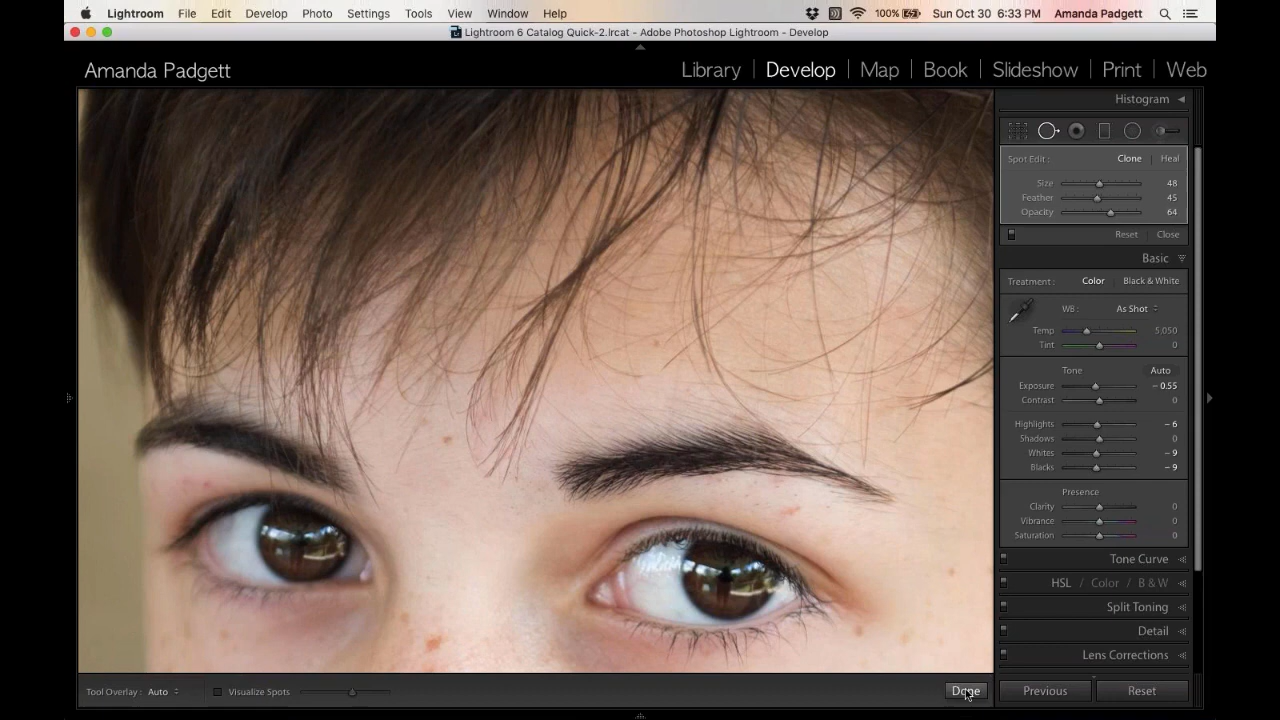 Lightroom File Edit Develop Photo Settings Tools View Window Help 100% Sun Oct 30 6:33 PM Amanda Padgett
Lightroom 6 Catalog Quick-2.lrcat - Adobe Photoshop Lightroom - Develop
Amanda Padgett Library | Develop | Map | Book | Slideshow | Print | Web
Histogram
Spot Edit : Clone | Heal
Size 48
Feather 45
Opacity 64
Reset Close
Basic
Treatment : Color Black & White
WB : As Shot
Temp 5,050
Tint 0
Tone Auto
Exposure - 0.55
Contrast 0
Highlights - 6
Shadows 0
Whites - 9
Blacks - 9
Presence
Clarity 0
Vibrance 0
Saturation 0
Tone Curve
HSL / Color / B & W
Split Toning
Detail
Lens Corrections
Tool Overlay : Auto Visualize Spots Done Previous Reset